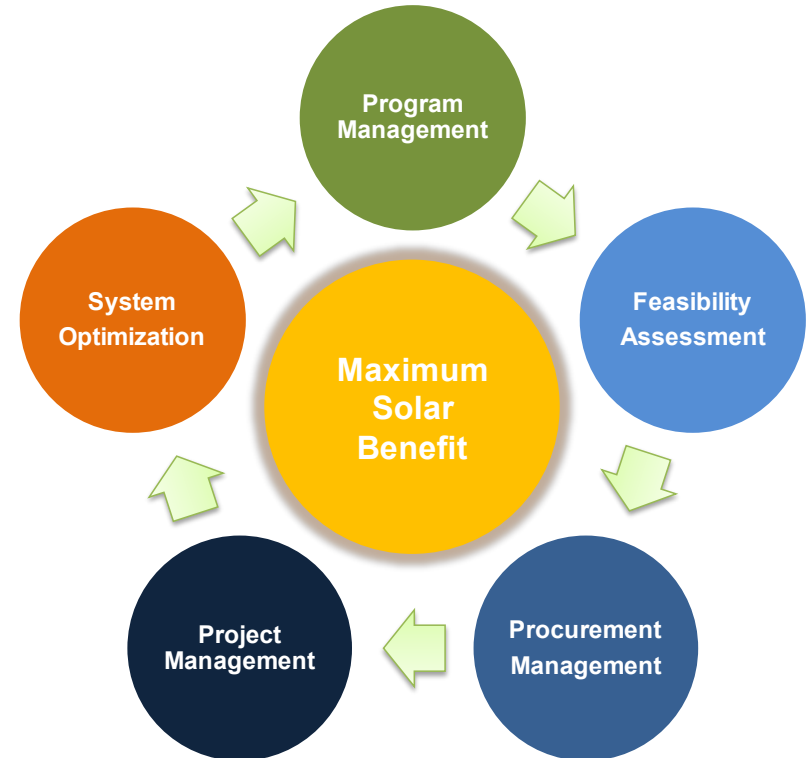 Program
Management
Feasibility
Assessment
Procurement
Management
Project
Management
System
Optimization
Maximum
Solar
Benefit